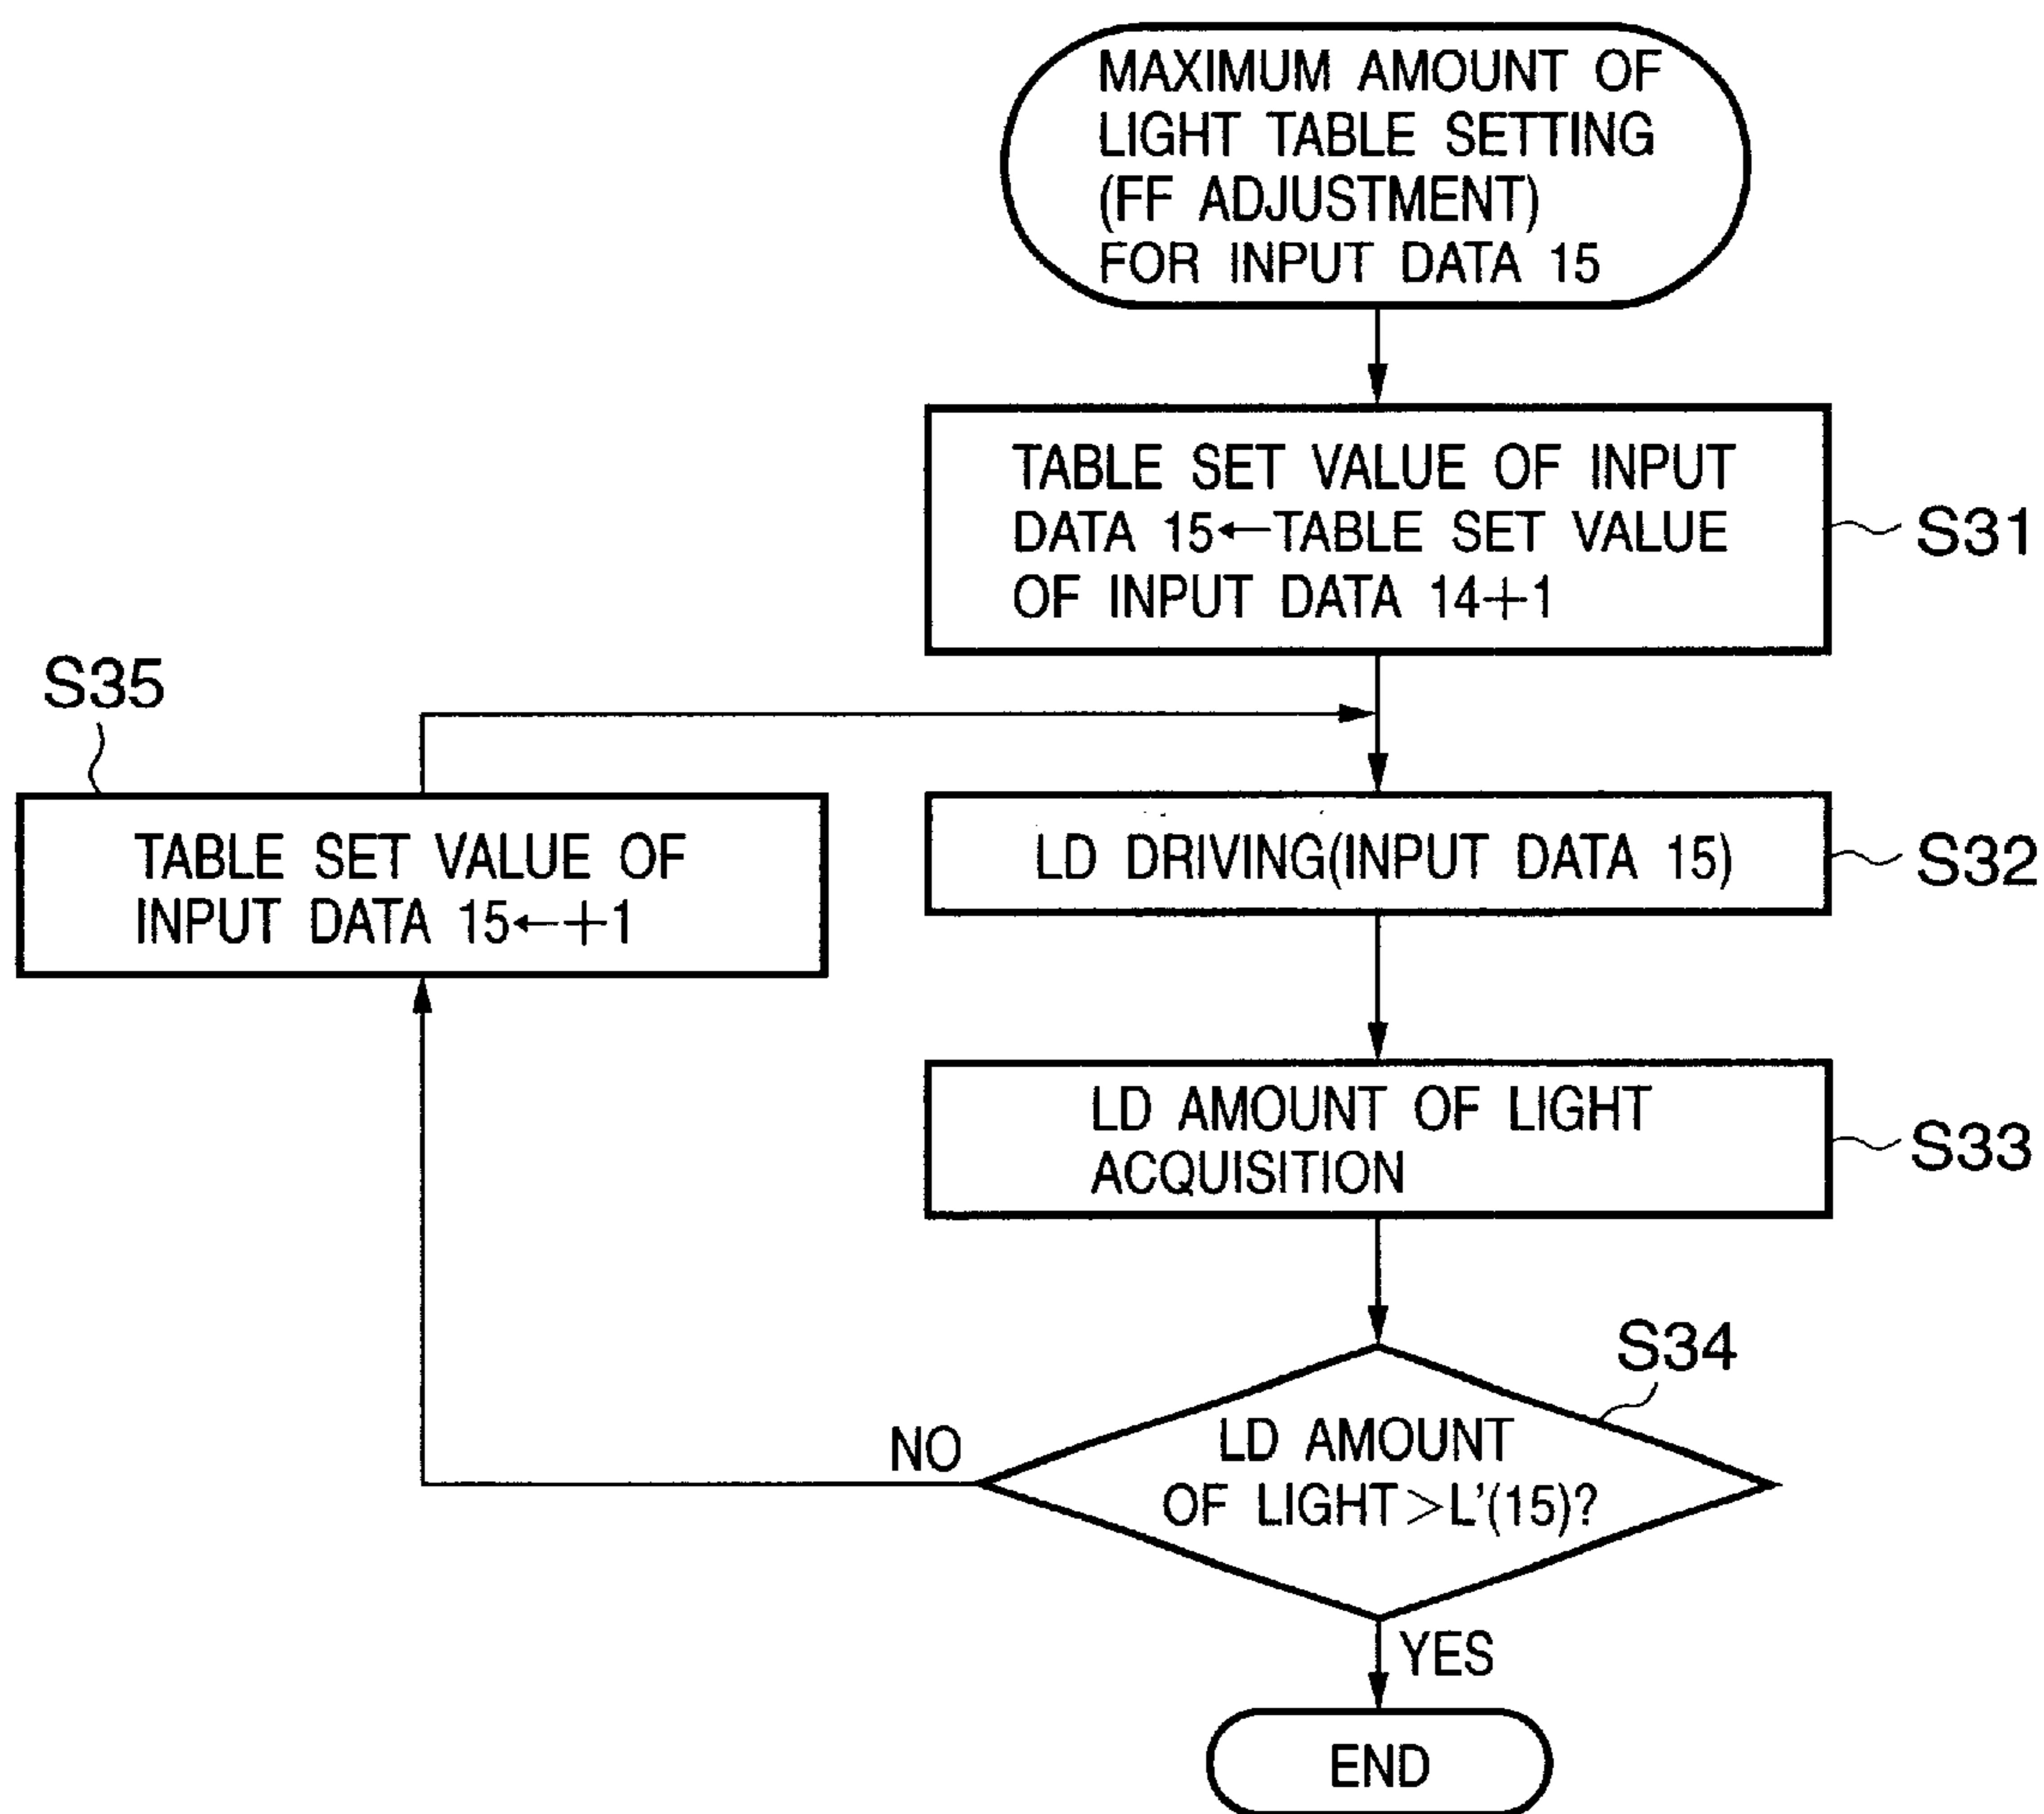 MAXIMUM AMOUNT OF
LIGHT TABLE SETTING
(FF ADJUSTMENT)
FOR INPUT DATA 15
TABLE SET VALUE OF INPUT
DATA 15←TABLE SET VALUE
OF INPUT DATA 14+1
S31
S35
TABLE SET VALUE OF
INPUT DATA 15←+1
LD DRIVING(INPUT DATA 15)
S32
LD AMOUNT OF LIGHT
ACQUISITION
S33
S34
LD AMOUNT
OF LIGHT>L'(15)?
NO
YES
END